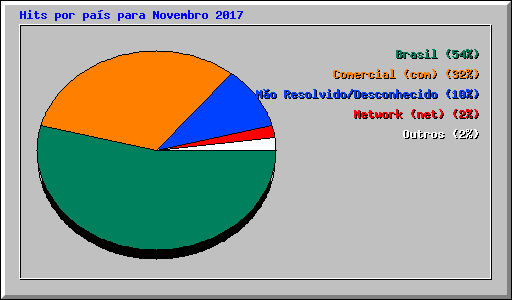 Hits por país para Novembro 2017
Brasil (54%)
Comercial (com) (32%)
Não Resolvido/Desconhecido (10%)
Network (net) (2%)
Outros (2%)